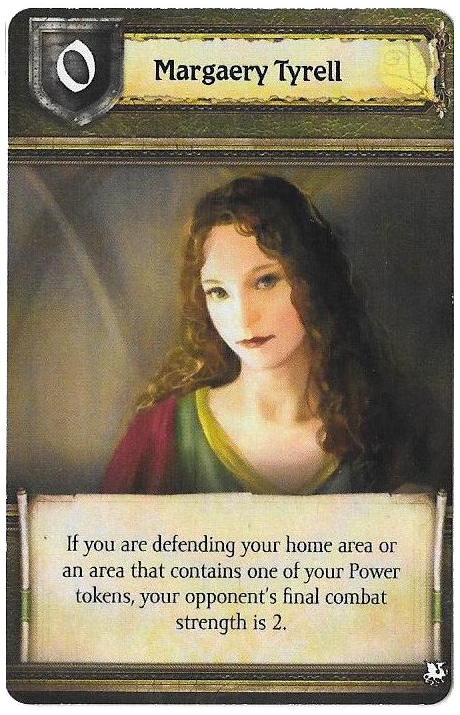 0
Margaery Tyrell
If you are defending your home area or
an area that contains one of your Power
tokens, your opponent's final combat
strength is 2.